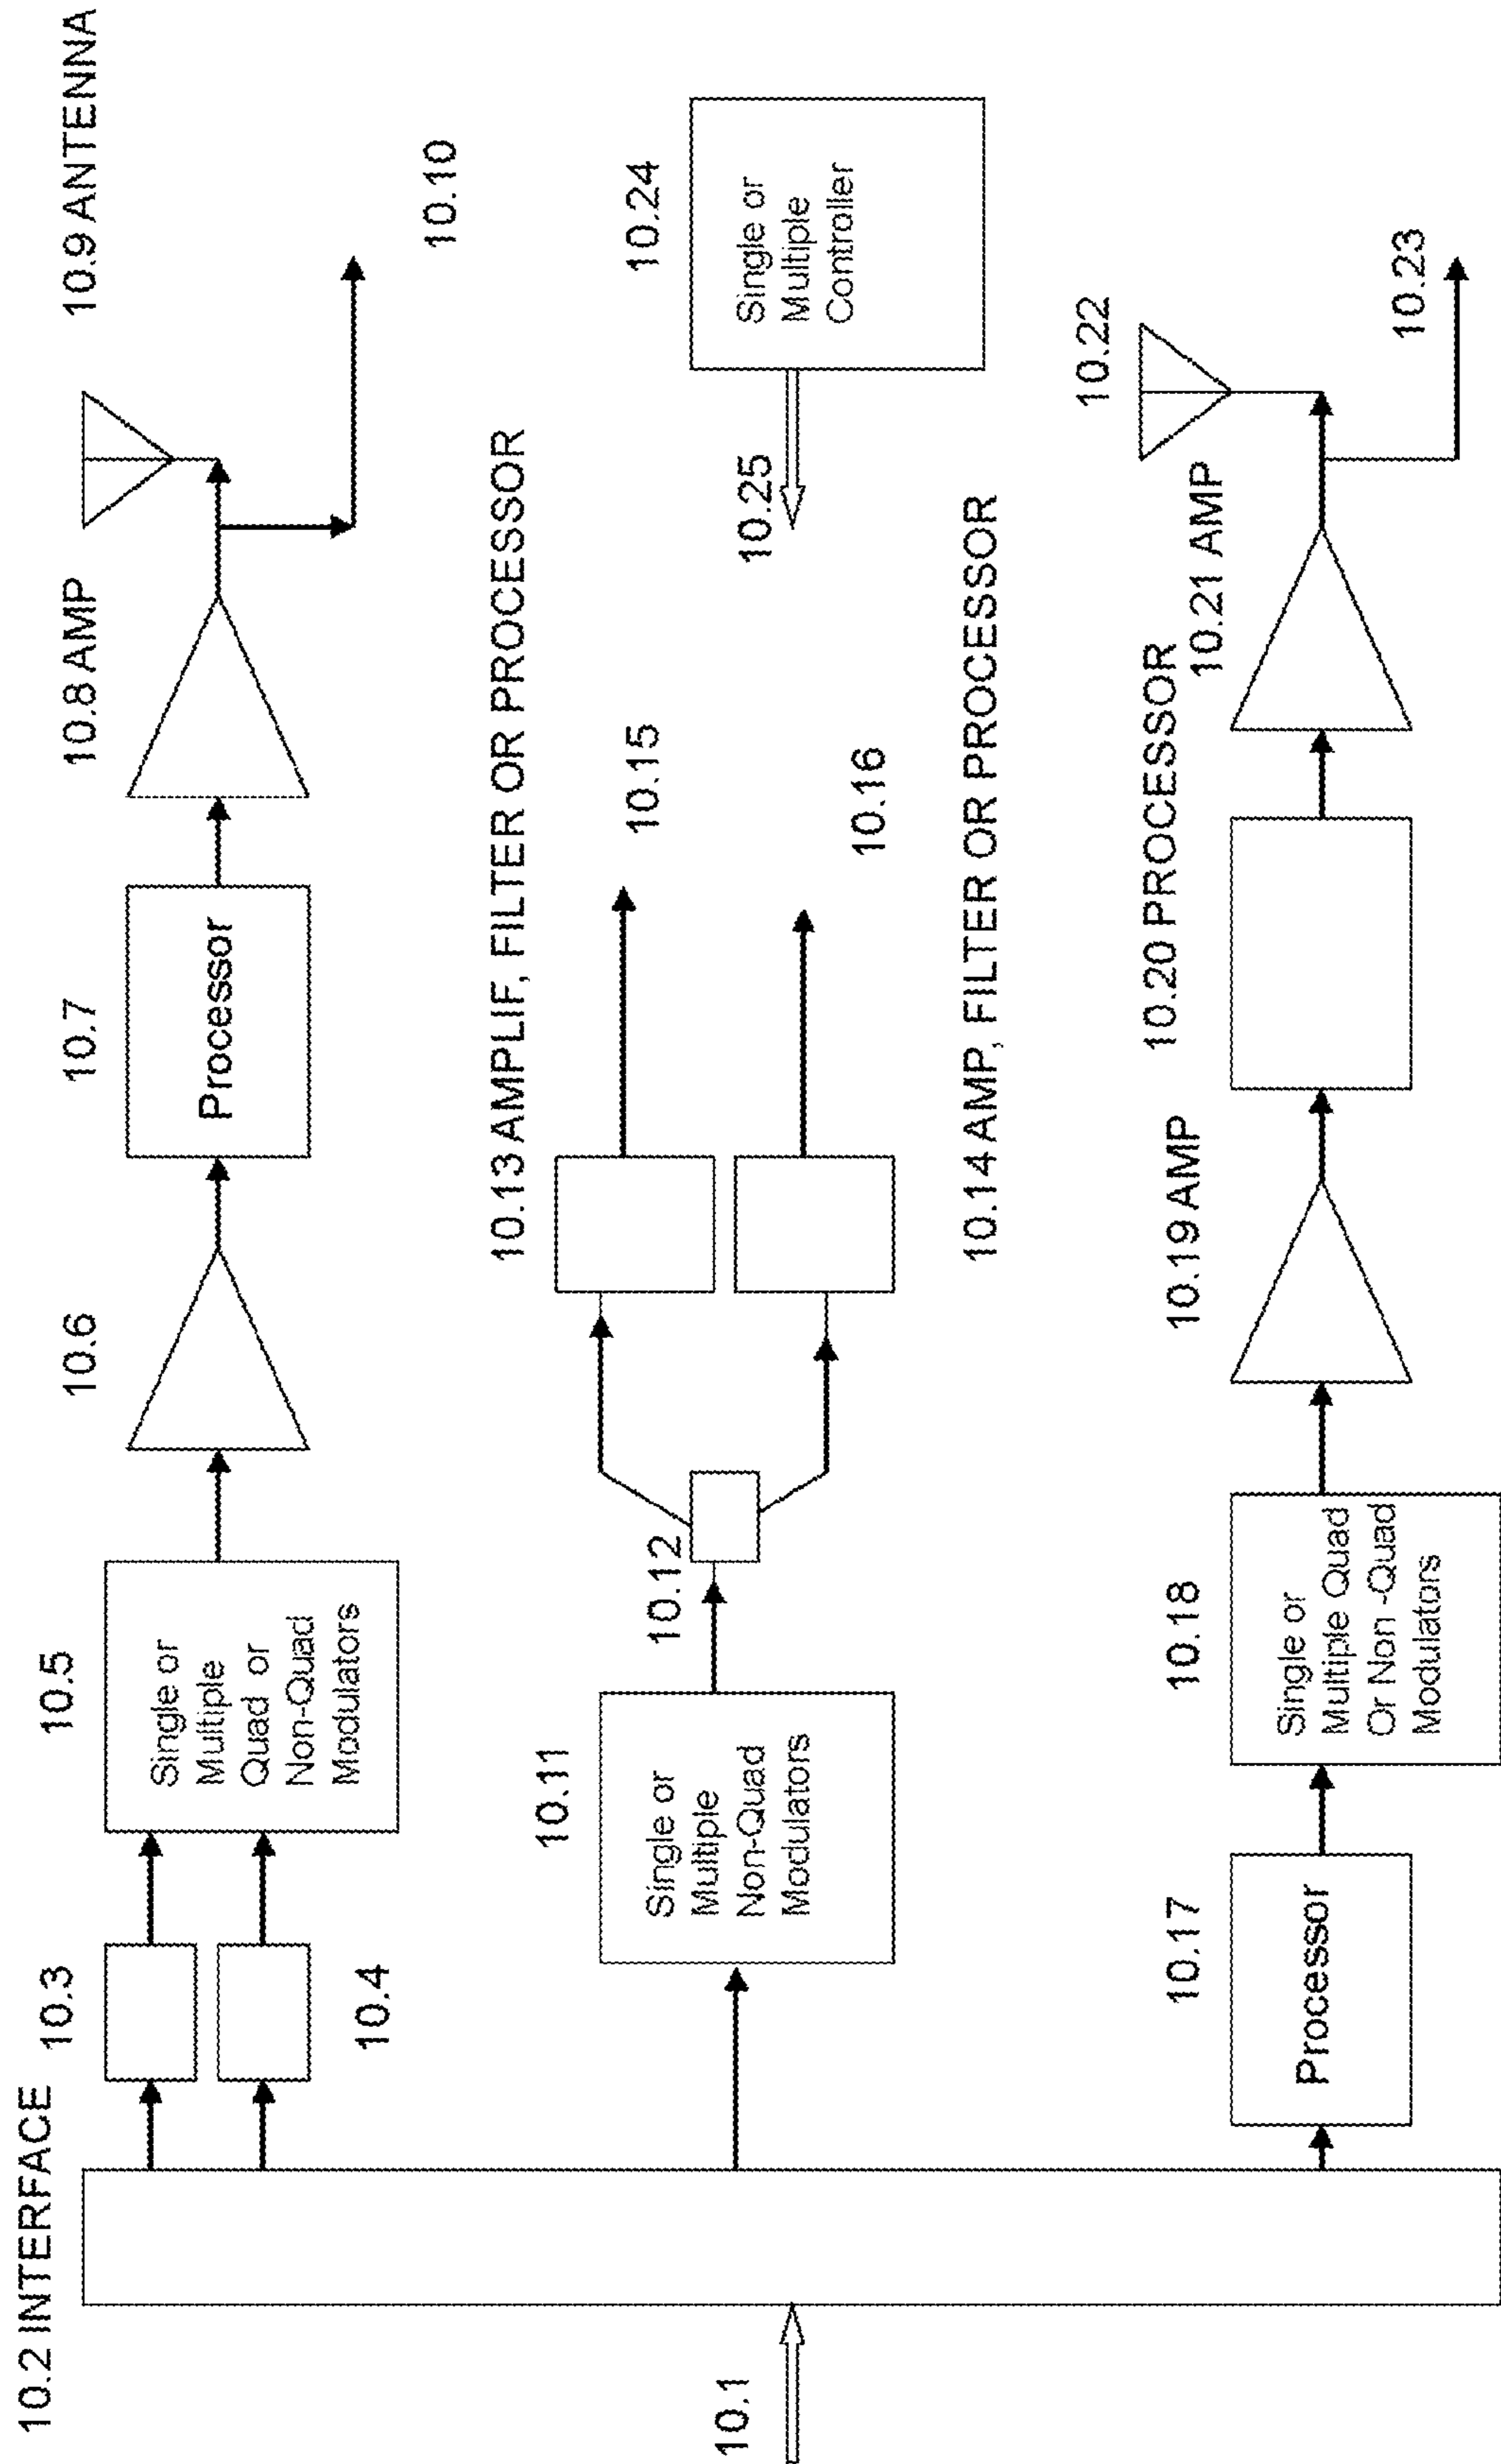 10.2 INTERFACE
10.1
10.3
10.4
10.5
Single or
Multiple
Quad or
Non-Quad
Modulators
10.6
10.7
Processor
10.8 AMP
10.9 ANTENNA
10.10
10.11
Single or
Multiple
Non-Quad
Modulators
10.12
10.13 AMPLIF, FILTER OR PROCESSOR
10.15
10.16
10.14 AMP, FILTER OR PROCESSOR
10.24
Single or
Multiple
Controller
10.25
10.17
Processor
10.18
Single or
Multiple Quad
Or Non -Quad
Modulators
10.19 AMP
10.20 PROCESSOR
10.21 AMP
10.22
10.23